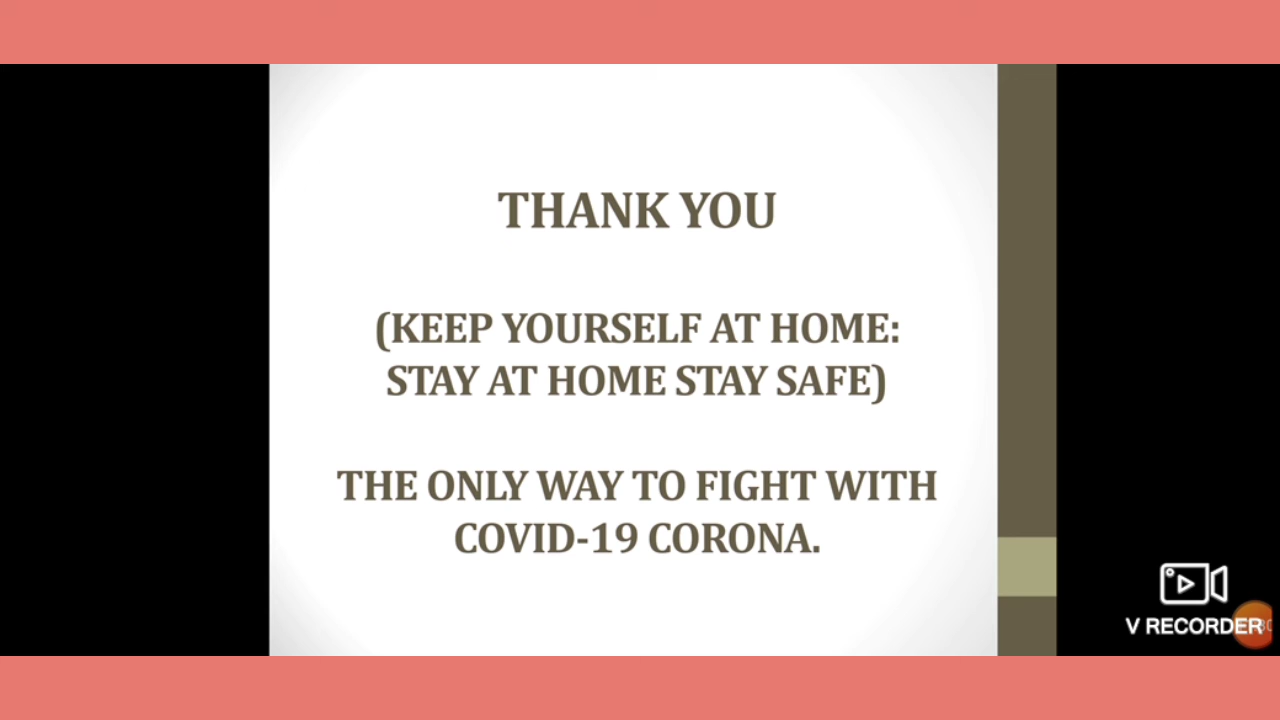 THANK YOU
(KEEP YOURSELF AT HOME:
STAY AT HOME STAY SAFE)
THE ONLY WAY TO FIGHT WITH
COVID-19 CORONA.
V RECORDER